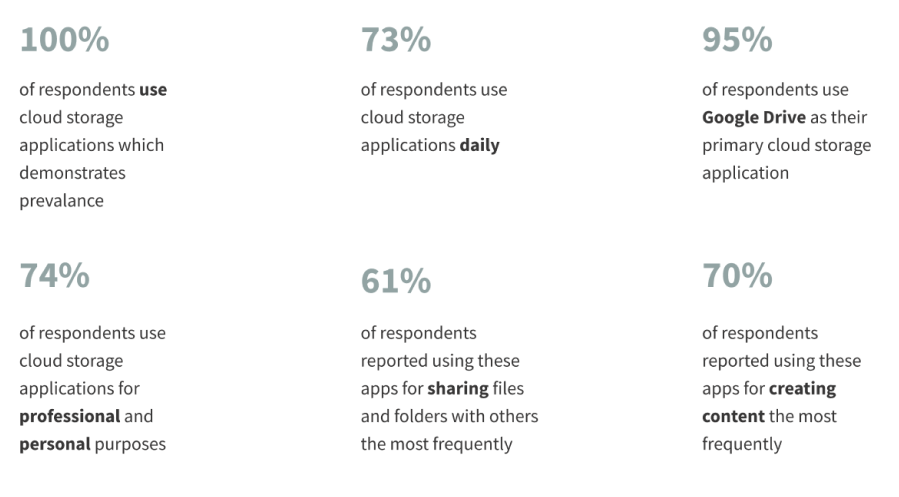 100%
of respondents use
cloud storage
applications which
demonstrates
prevalance
73%
of respondents use
cloud storage
applications daily
95%
of respondents use
Google Drive as their
primary cloud storage
application
74%
of respondents use
cloud storage
applications for
professional and
personal purposes
61%
of respondents
reported using these
apps for sharing files
and folders with others
the most frequently
70%
of respondents
reported using these
apps for creating
content the most
frequently